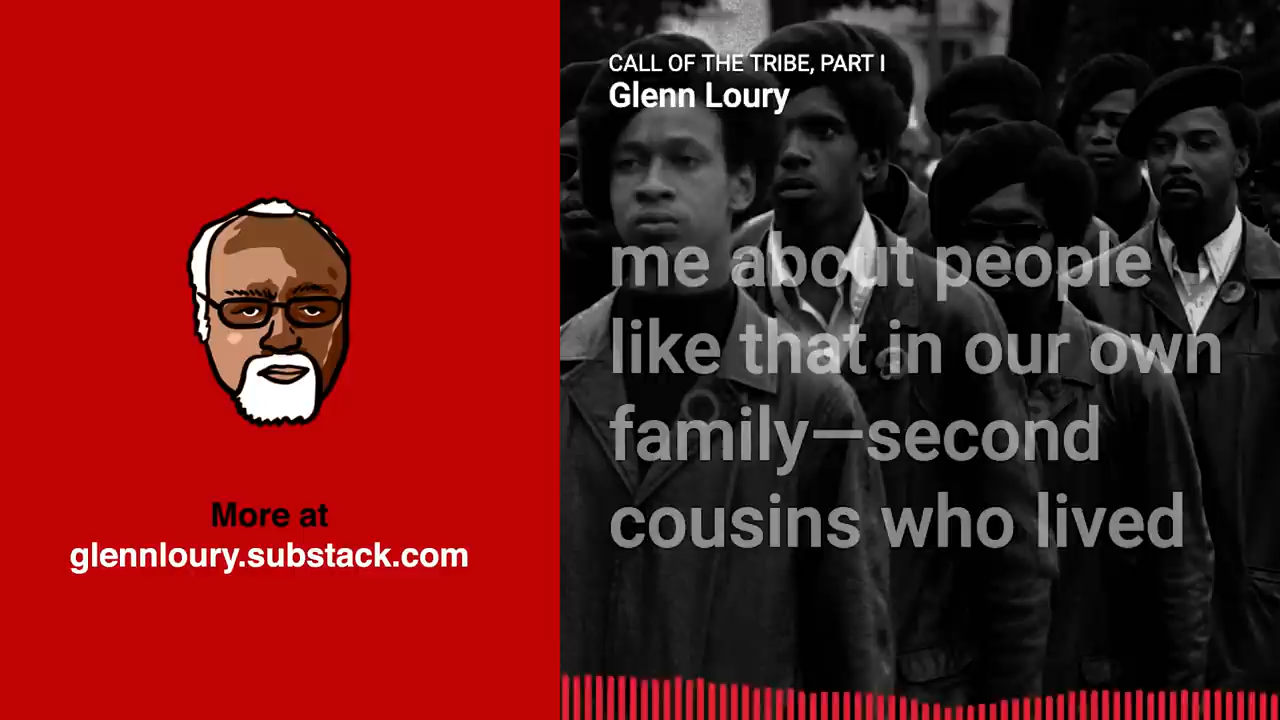 More at
glennloury.substack.com
CALL OF THE TRIBE, PART I
Glenn Loury
me about people
like that in our own
family—second
cousins who lived